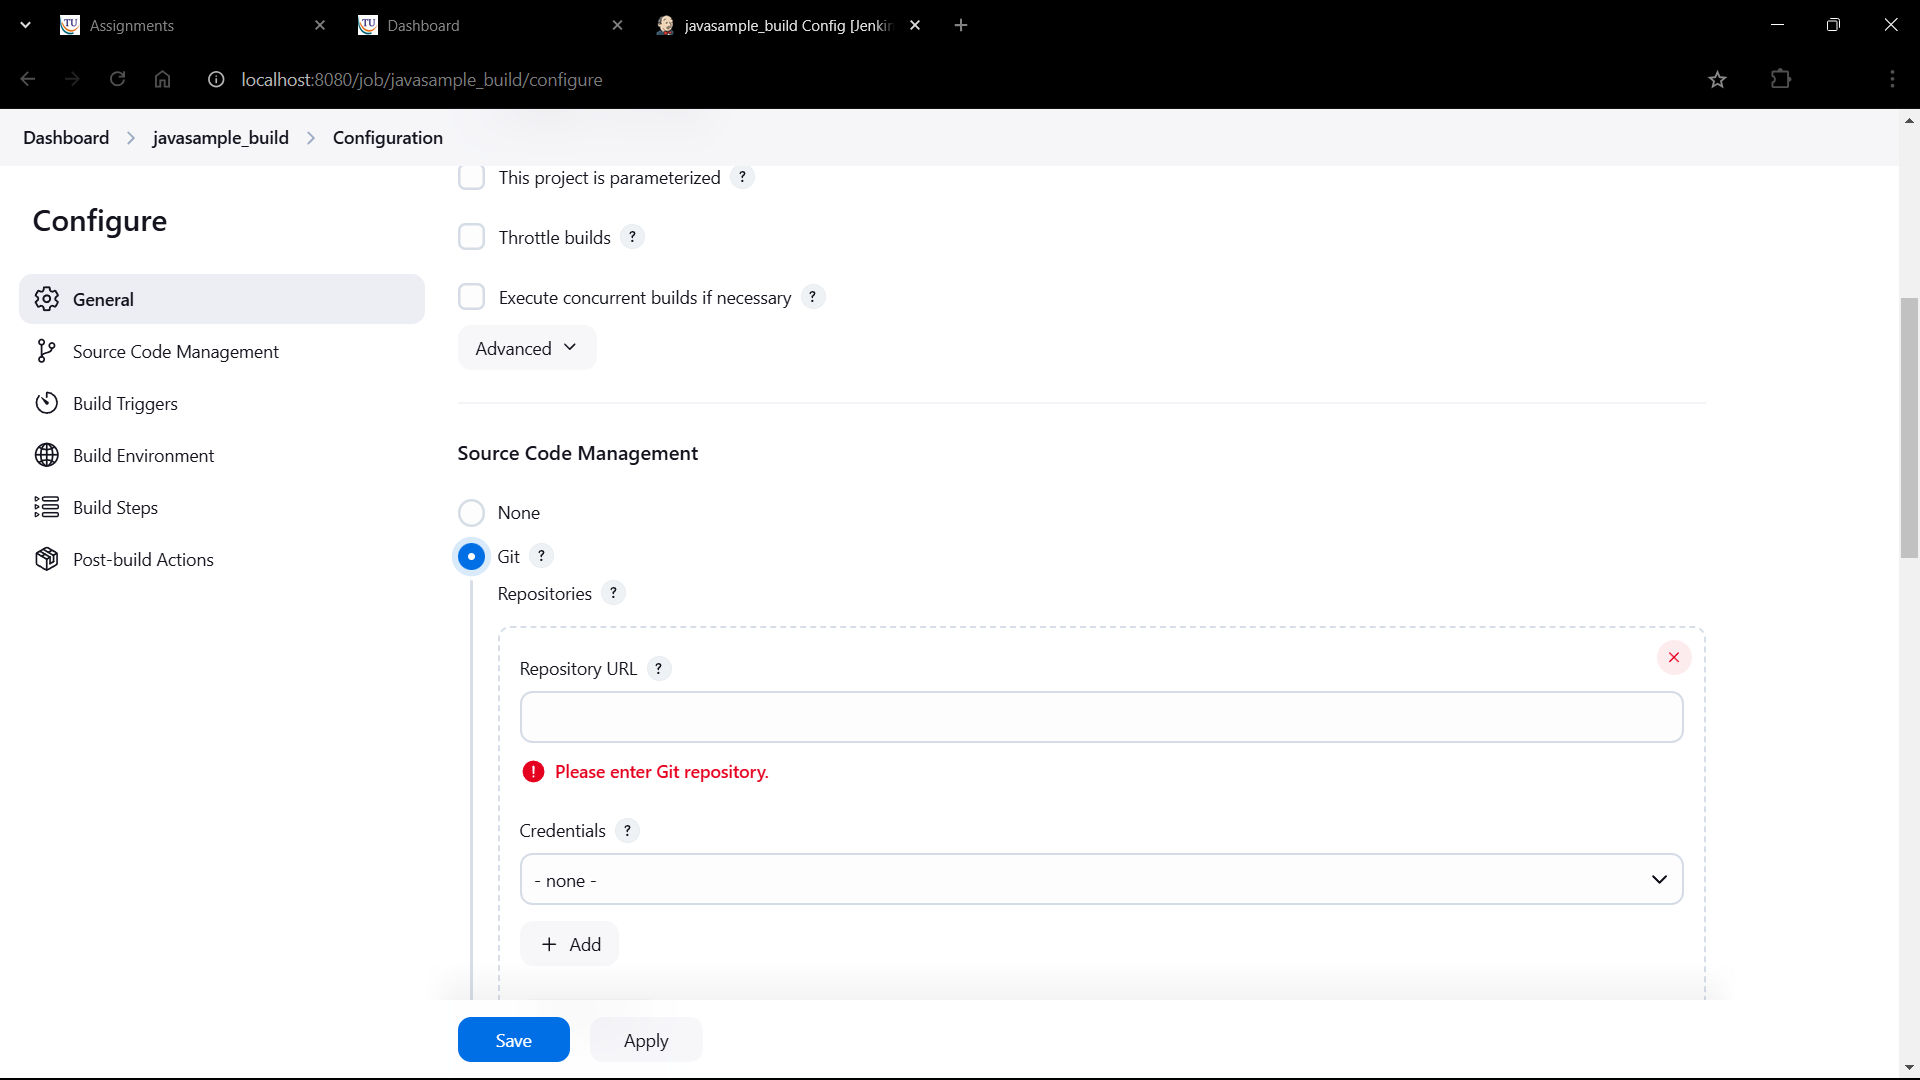 Assignments
Dashboard
javasample_build Config [Jenkin
localhost:8080/job/javasample_build/configure
Dashboard > javasample_build > Configuration
This project is parameterized ?
Configure
Throttle builds ?
General
Execute concurrent builds if necessary ?
Source Code Management
Advanced
Build Triggers
Build Environment
Build Steps
Post-build Actions
Source Code Management
None
Git ?
Repositories ?
Repository URL ?
Please enter Git repository.
Credentials ?
- none -
+ Add
Save
Apply